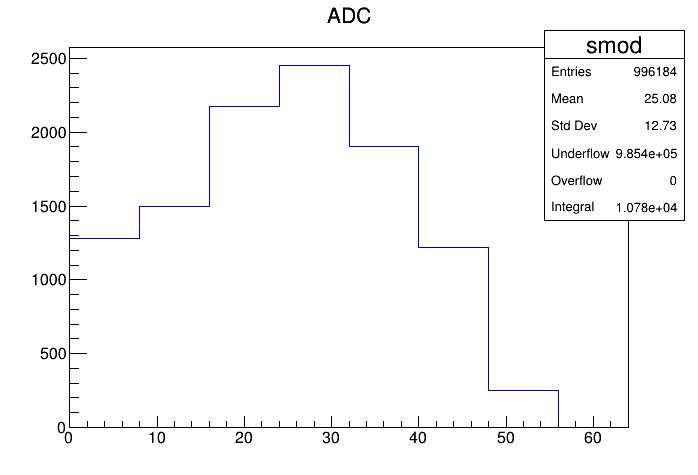 ADC
smod
Entries 996184
Mean 25.08
Std Dev 12.73
Underflow 9.854e+05
Overflow 0
Integral 1.078e+04
2500
2000
1500
1000
500
0
0 10 20 30 40 50 60